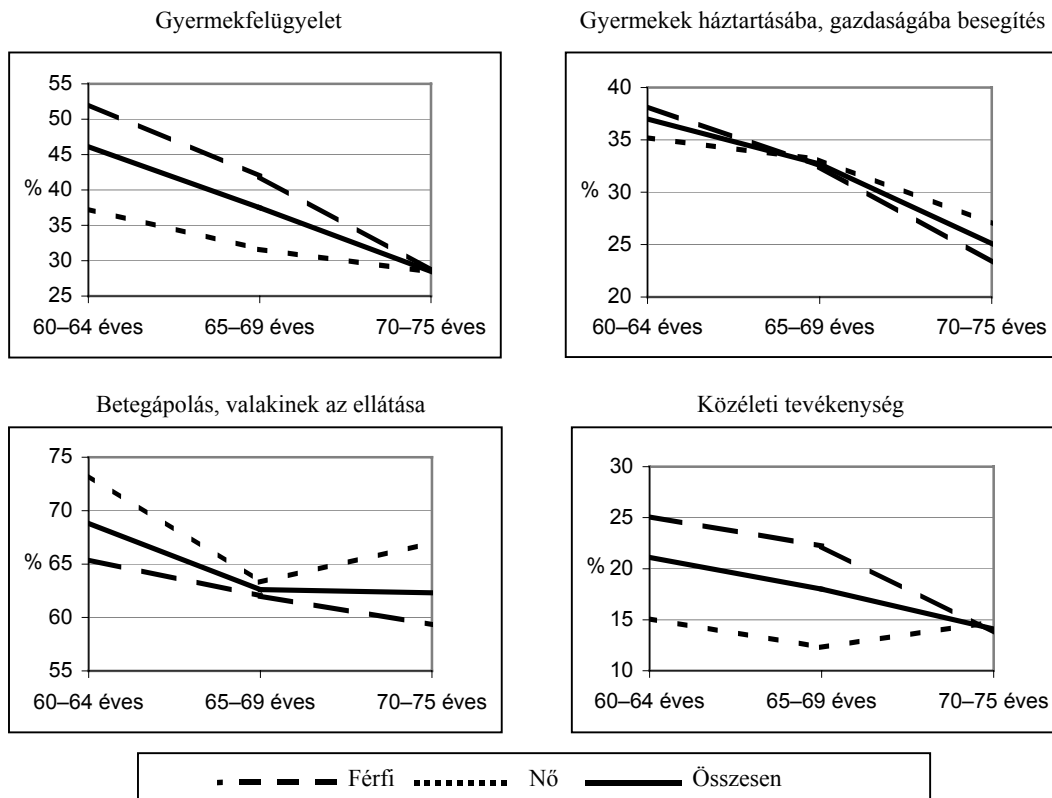 Gyermekfelügyelet
55
50
45
40
%
35
30
25
60–64 éves 65–69 éves 70–75 éves
Gyermekek háztartásába, gazdaságába besegítés
40
35
%
30
25
20
60–64 éves 65–69 éves 70–75 éves
Betegápolás, valakinek az ellátása
75
70
%
65
60
55
60–64 éves 65–69 éves 70–75 éves
Közéleti tevékenység
30
25
%
20
15
10
60–64 éves 65–69 éves 70–75 éves
Férfi Nő Összesen